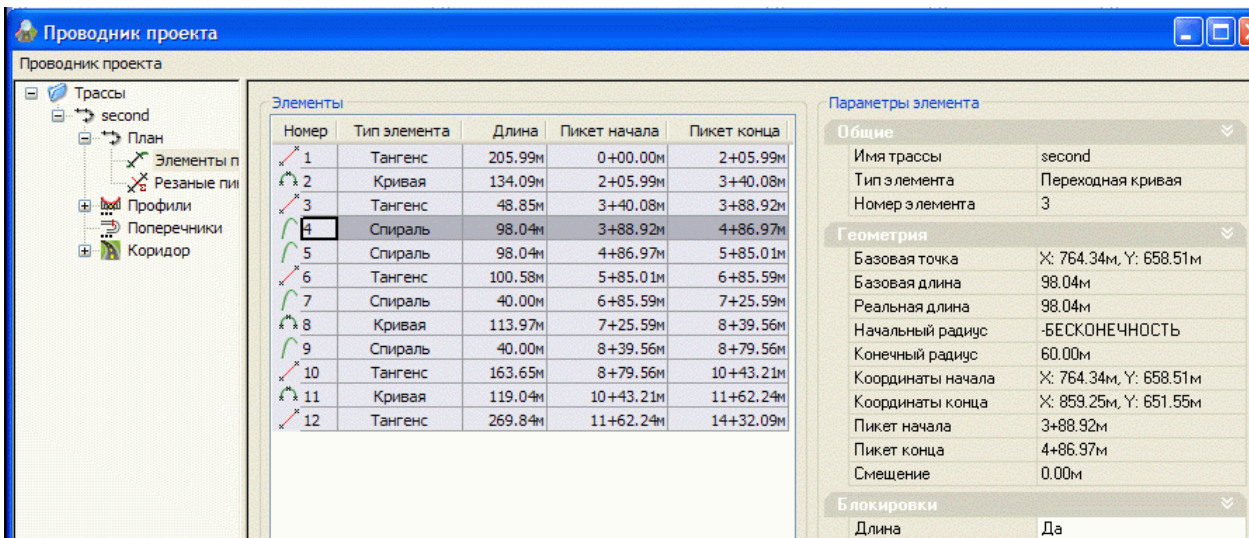 Проводник проекта
Проводник проекта
Трассы
second
План
Элементы п
Резаные пи
Профили
Поперечники
Коридор
Элементы
Номер Тип элемента Длина Пикет начала Пикет конца
1 Тангенс 205.99м 0+00.00м 2+05.99м
2 Кривая 134.09м 2+05.99м 3+40.08м
3 Тангенс 48.85м 3+40.08м 3+88.92м
4 Спираль 98.04м 3+88.92м 4+86.97м
5 Спираль 98.04м 4+86.97м 5+85.01м
6 Тангенс 100.58м 5+85.01м 6+85.59м
7 Спираль 40.00м 6+85.59м 7+25.59м
8 Кривая 113.97м 7+25.59м 8+39.56м
9 Спираль 40.00м 8+39.56м 8+79.56м
10 Тангенс 163.65м 8+79.56м 10+43.21м
11 Кривая 119.04м 10+43.21м 11+62.24м
12 Тангенс 269.84м 11+62.24м 14+32.09м
Параметры элемента
Общие
Имя трассы second
Тип элемента Переходная кривая
Номер элемента 3
Геометрия
Базовая точка X: 764.34м, Y: 658.51м
Базовая длина 98.04м
Реальная длина 98.04м
Начальный радиус -БЕСКОНЕЧНОСТЬ
Конечный радиус 60.00м
Координаты начала X: 764.34м, Y: 658.51м
Координаты конца X: 859.25м, Y: 651.55м
Пикет начала 3+88.92м
Пикет конца 4+86.97м
Смещение 0.00м
Блокировки
Длина Да